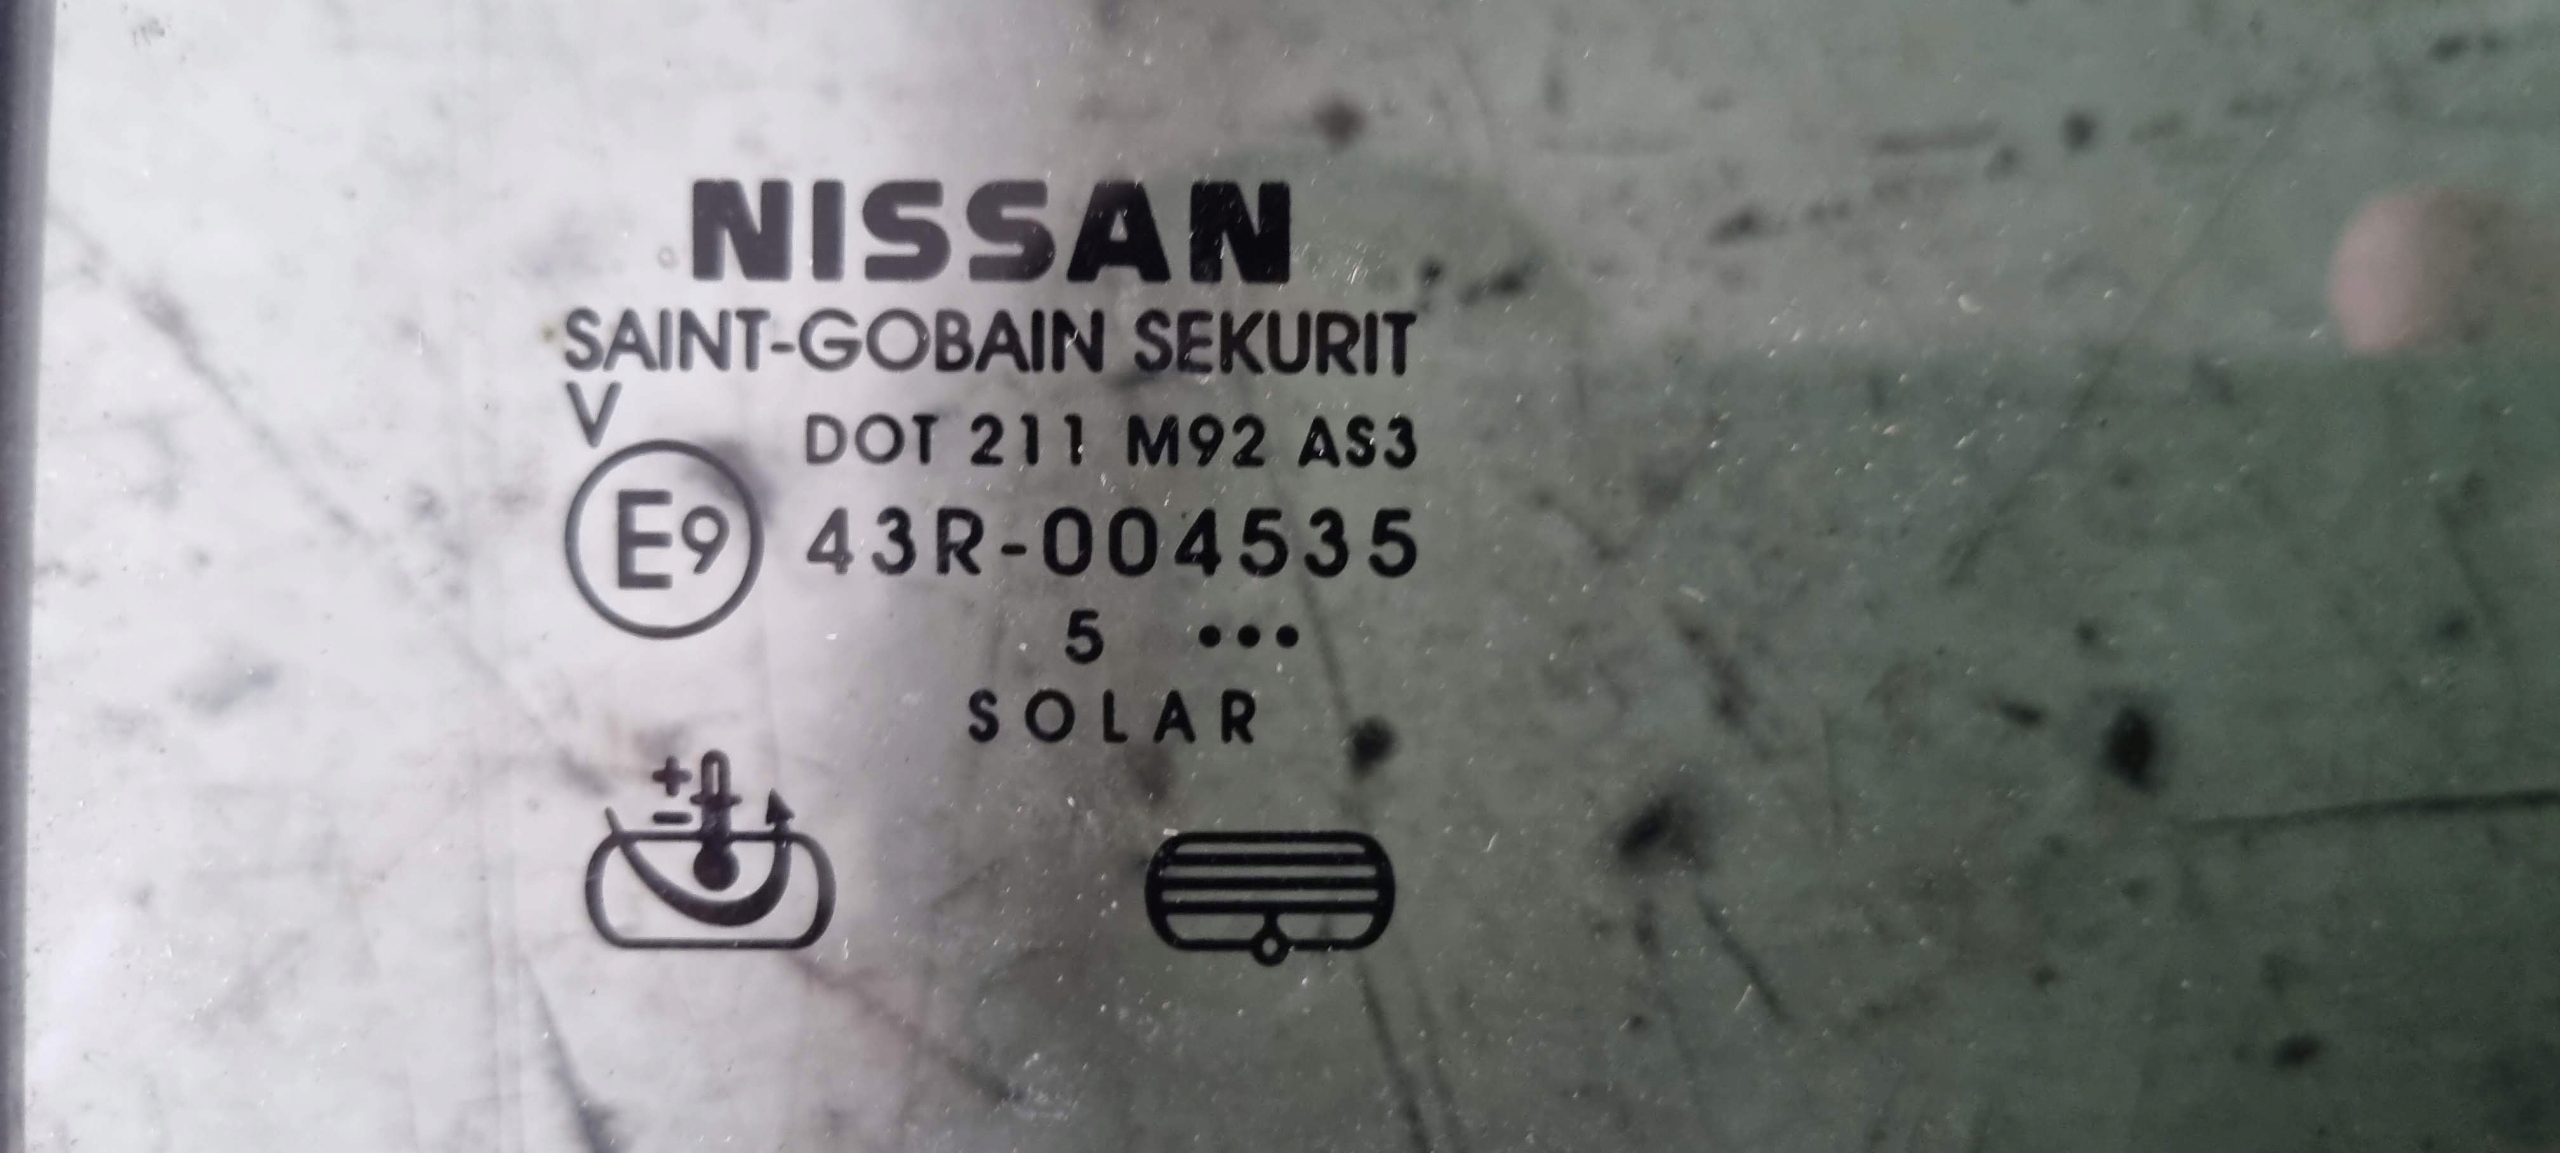 NISSAN
SAINT-GOBAIN SEKURIT
V
DOT 211 M92 AS3
E9 43R-004535
5 •••
SOLAR
+
-